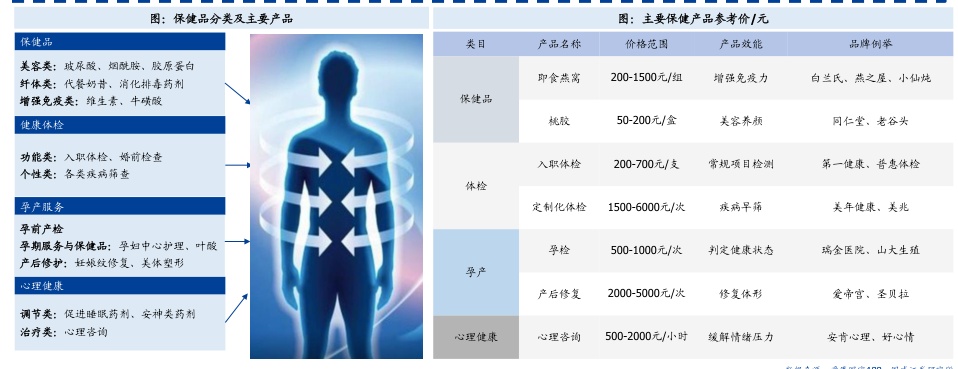 图：保健品分类及主要产品
保健品
美容类：玻尿酸、烟酰胺、胶原蛋白
纤体类：代餐奶昔、消化排毒药剂
增强免疫类：维生素、牛磺酸
健康体检
功能类：入职体检、婚前检查
个性类：各类疾病筛查
孕产服务
孕前产检
孕期服务与保健品：孕妇中心护理、叶酸
产后修护：妊娠纹修复、美体塑形
心理健康
调节类：促进睡眠药剂、安神类药剂
治疗类：心理咨询
图：主要保健产品参考价/元
类目 产品名称 价格范围 产品效能 品牌例举
保健品
即食燕窝 200-1500元/组 增强免疫力 白兰氏、燕之屋、小仙炖
桃胶 50-200元/盒 美容养颜 同仁堂、老谷头
体检
入职体检 200-700元/支 常规项目检测 第一健康、普惠体检
定制化体检 1500-6000元/次 疾病早筛 美年健康、美兆
孕产
孕检 500-1000元/次 判定健康状态 瑞金医院、山大生殖
产后修复 2000-5000元/次 修复体形 爱帝宫、圣贝拉
心理健康 心理咨询 500-2000元/小时 缓解情绪压力 安肯心理、好心情